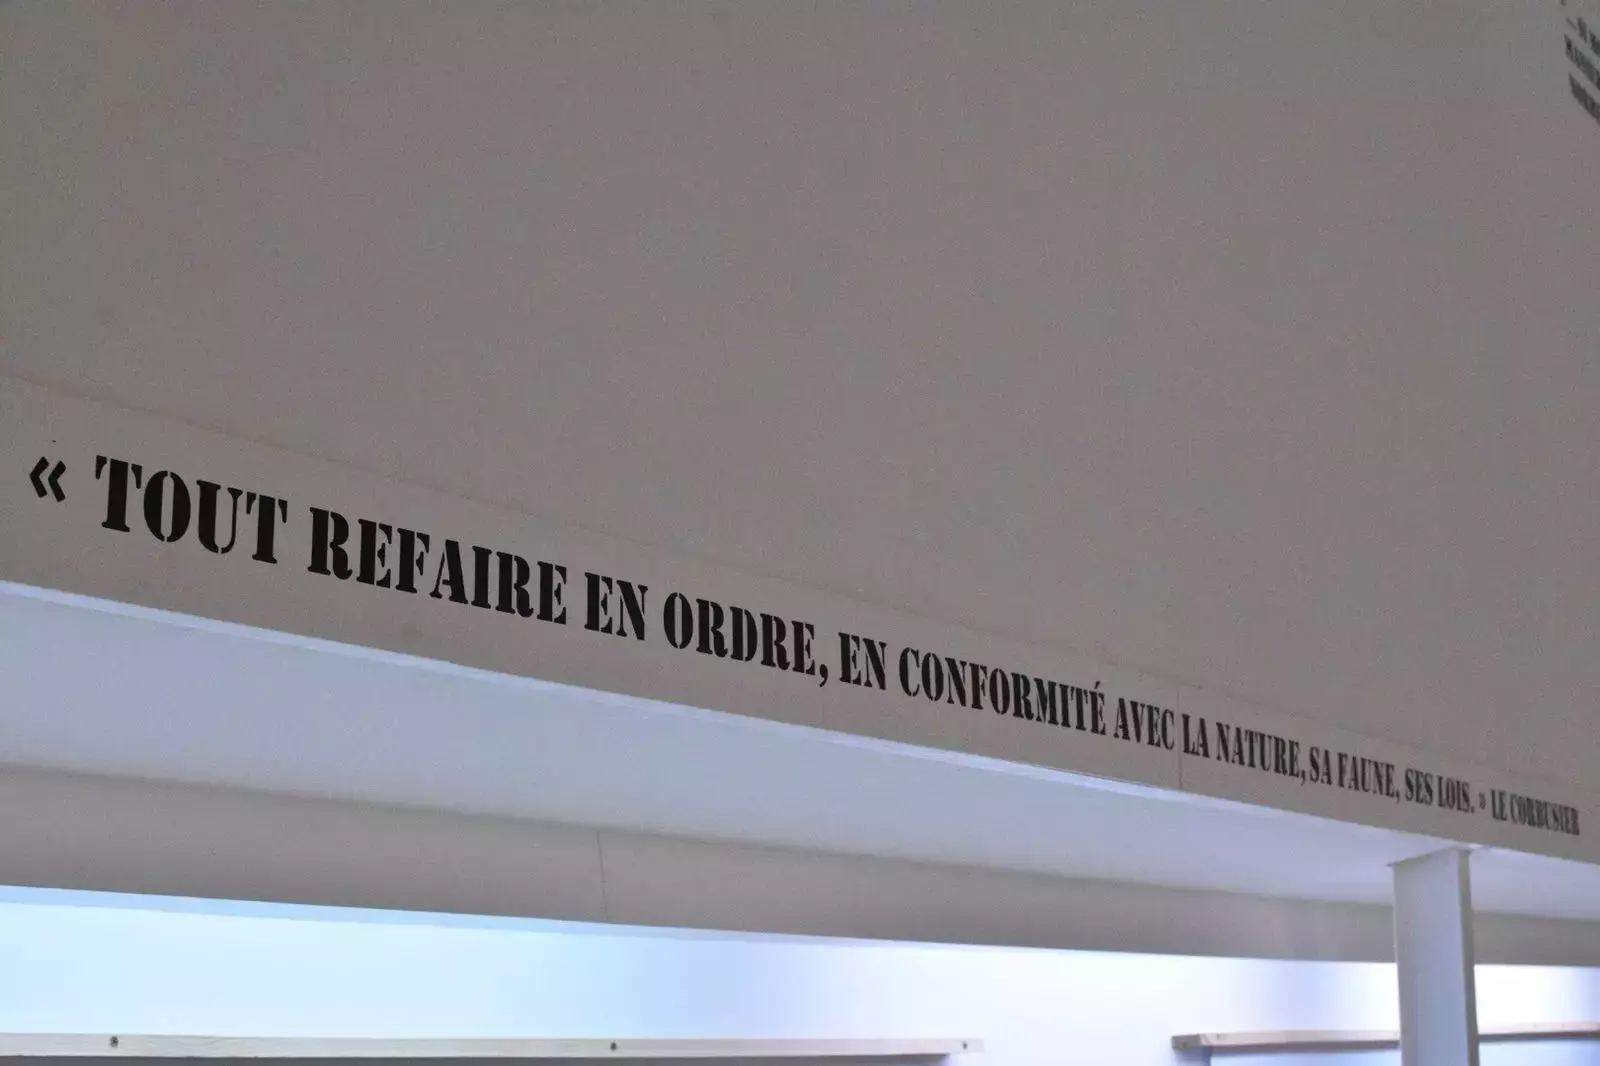 « TOUT REFAIRE EN ORDRE, EN CONFORMITÉ AVEC LA NATURE, SA FAUNE, SES LOIS. » LE CORBUSIER